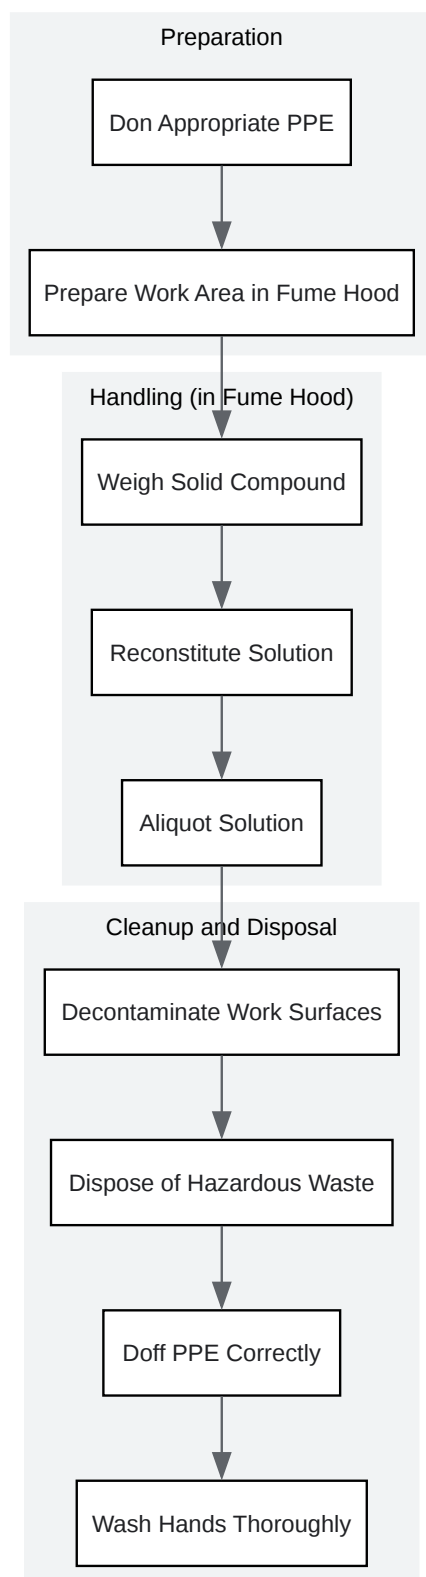 Preparation
Don Appropriate PPE
Prepare Work Area in Fume Hood
Handling (in Fume Hood)
Weigh Solid Compound
Reconstitute Solution
Aliquot Solution
Cleanup and Disposal
Decontaminate Work Surfaces
Dispose of Hazardous Waste
Doff PPE Correctly
Wash Hands Thoroughly